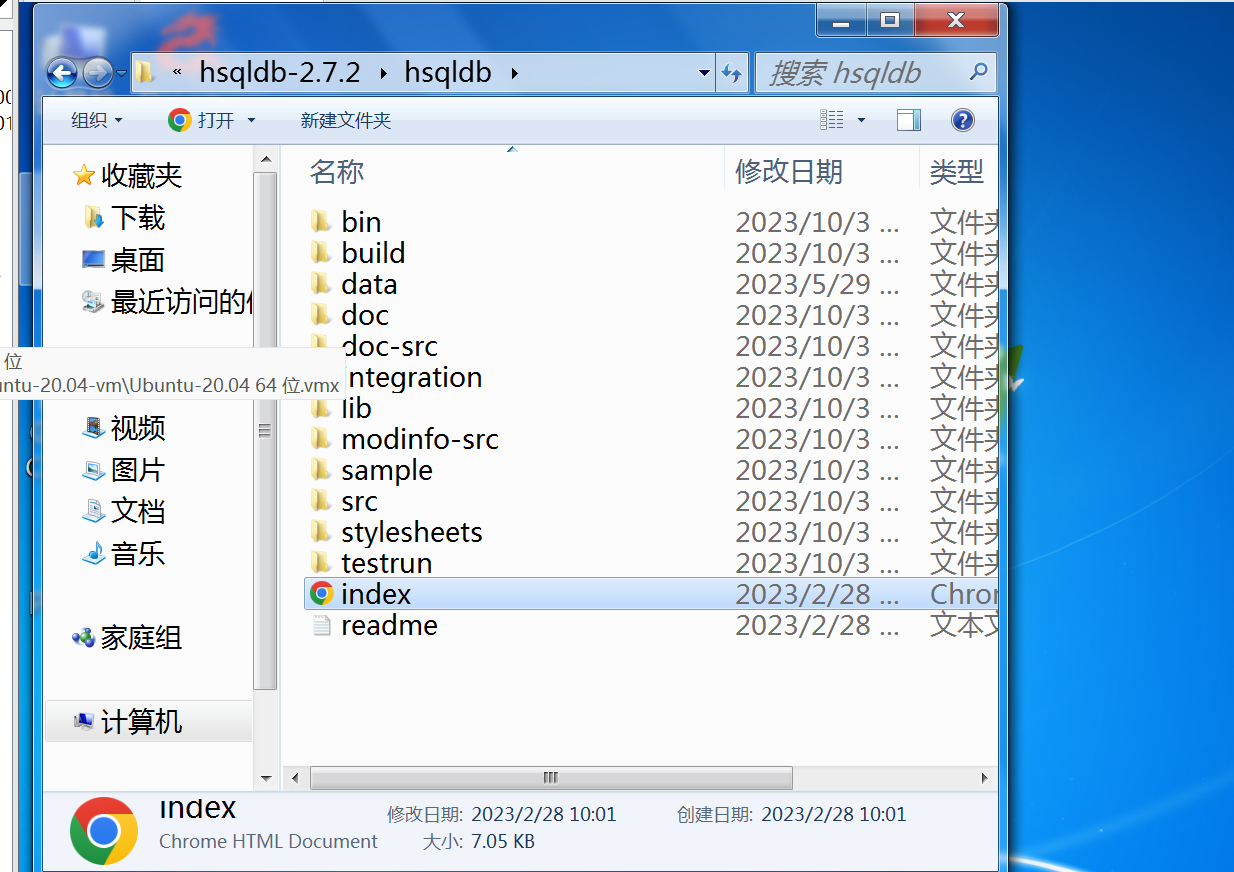 « hsqldb-2.7.2 hsqldb
搜索 hsqldb
组织 打开 新建文件夹
名称 修改日期 类型
收藏夹
下载
桌面
最近访问的
位
ntu-20.04-vm\Ubuntu-20.04 64 位.vmx
视频
图片
文档
音乐
家庭组
计算机
bin 2023/10/3 ... 文件夹
build 2023/10/3 ... 文件夹
data 2023/5/29 ... 文件夹
doc 2023/10/3 ... 文件夹
doc-src 2023/10/3 ... 文件夹
ntegration 2023/10/3 ... 文件夹
lib 2023/10/3 ... 文件夹
modinfo-src 2023/10/3 ... 文件夹
sample 2023/10/3 ... 文件夹
src 2023/10/3 ... 文件夹
stylesheets 2023/10/3 ... 文件夹
testrun 2023/10/3 ... 文件夹
index 2023/2/28 ... Chro
readme 2023/2/28 ... 文本文
index 修改日期: 2023/2/28 10:01 创建日期: 2023/2/28 10:01
Chrome HTML Document 大小: 7.05 KB